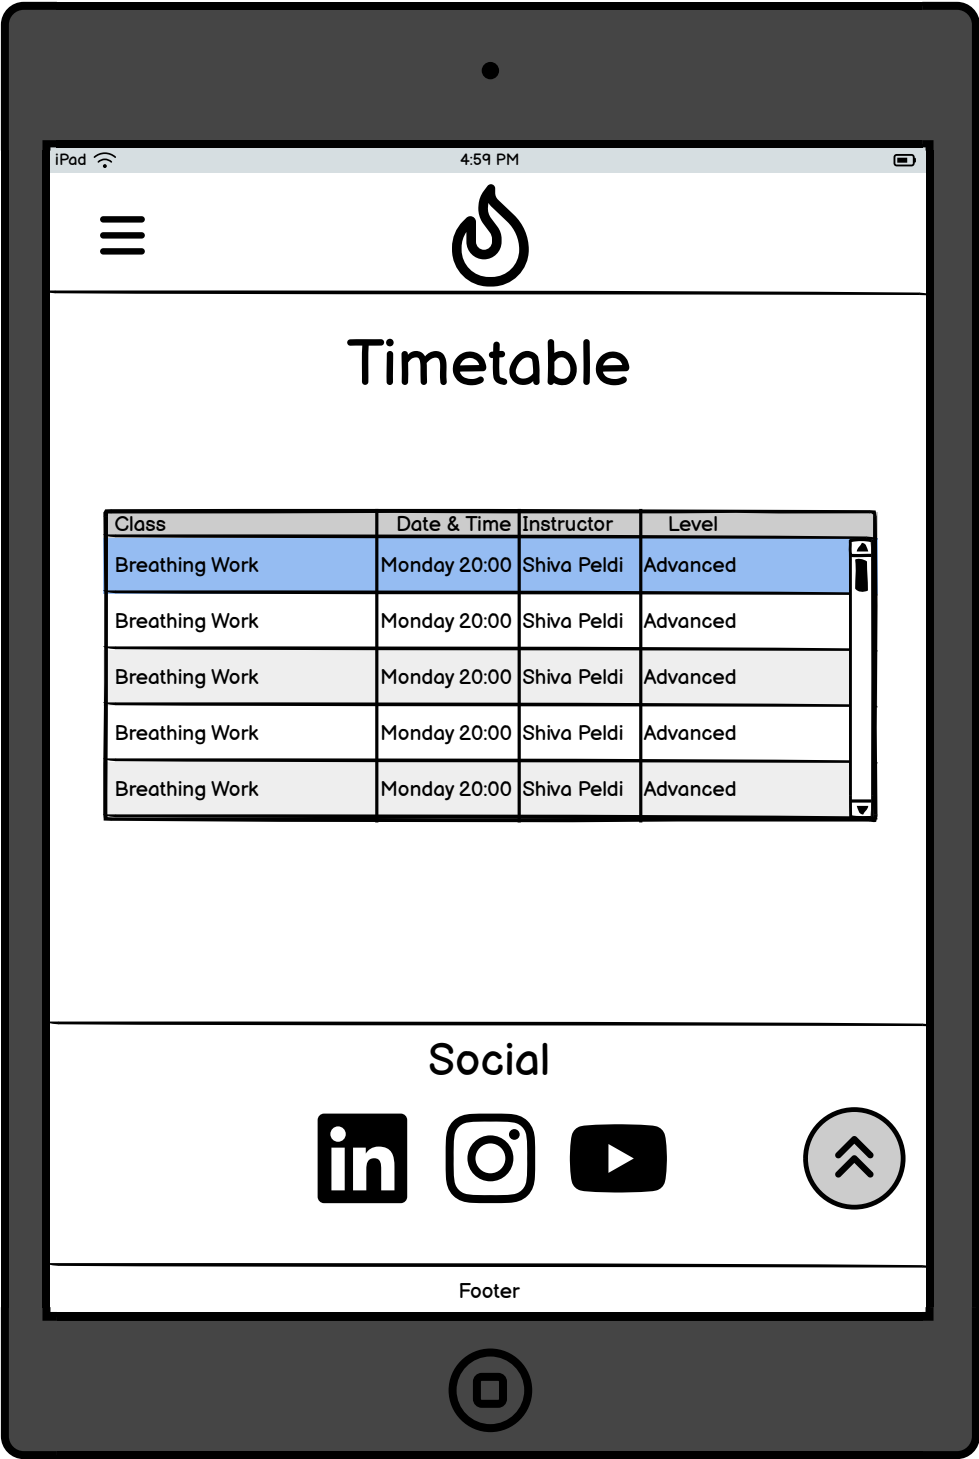 iPad 4:59 PM
Timetable
Class Date & Time Instructor Level
Breathing Work Monday 20:00 Shiva Peldi Advanced
Breathing Work Monday 20:00 Shiva Peldi Advanced
Breathing Work Monday 20:00 Shiva Peldi Advanced
Breathing Work Monday 20:00 Shiva Peldi Advanced
Breathing Work Monday 20:00 Shiva Peldi Advanced
Social
in
Footer